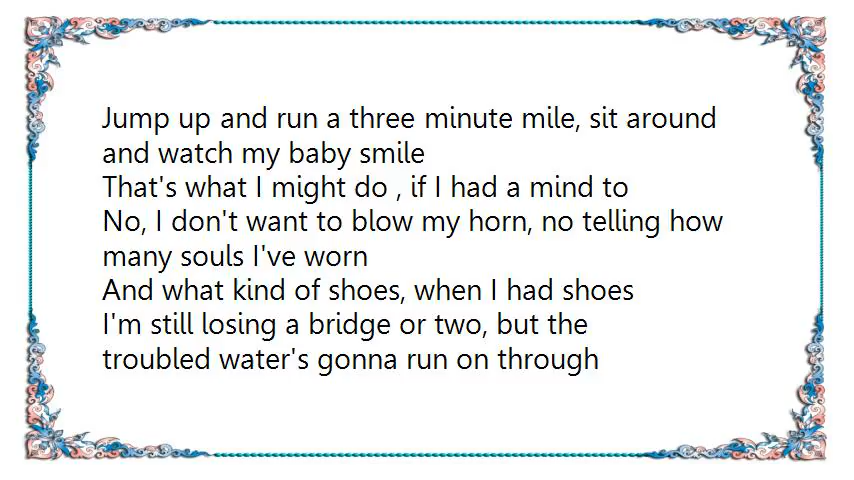 Jump up and run a three minute mile, sit around
and watch my baby smile
That's what I might do , if I had a mind to
No, I don't want to blow my horn, no telling how
many souls I've worn
And what kind of shoes, when I had shoes
I'm still losing a bridge or two, but the
troubled water's gonna run on through